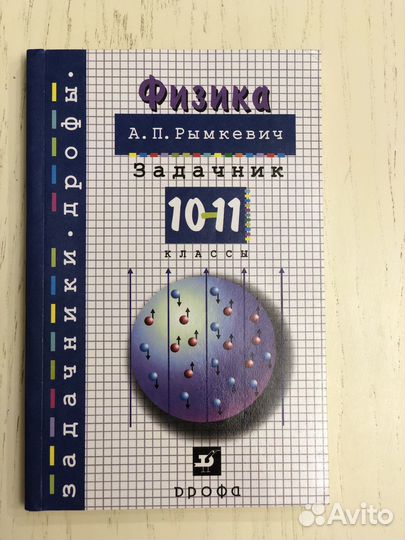 задачники.дрофы.
Физика
А.П.Рымкевич
Задачник
10-11
классы
дрофа
Avito